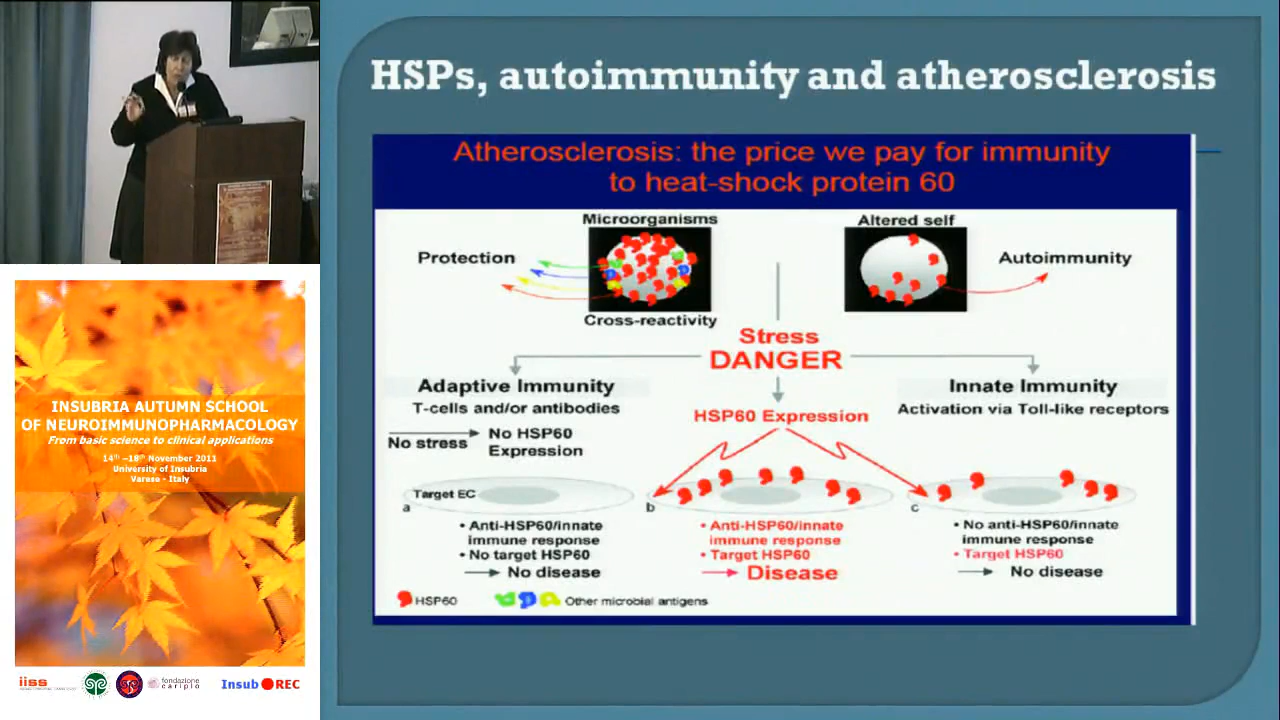 HSPs, autoimmunity and atherosclerosis
Atherosclerosis: the price we pay for immunity
to heat-shock protein 60
Microorganisms
Altered self
Protection
Autoimmunity
Cross-reactivity
Stress
DANGER
Adaptive Immunity
T-cells and/or antibodies
Innate Immunity
Activation via Toll-like receptors
HSP60 Expression
No stress
No HSP60
Expression
Target EC
a
b
c
• Anti-HSP60/innate
immune response
• No target HSP60
No disease
• Anti-HSP60/innate
immune response
• Target HSP60
Disease
• No anti-HSP60/innate
immune response
• Target HSP60
No disease
HSP60
Other microbial antigens
INSUBRIA AUTUMN SCHOOL
OF NEUROIMMUNOPHARMACOLOGY
From basic science to clinical applications
14th –18th November 2011
University of Insubria
Varese - Italy
iiss
fondazione
cariplo
Insub REC